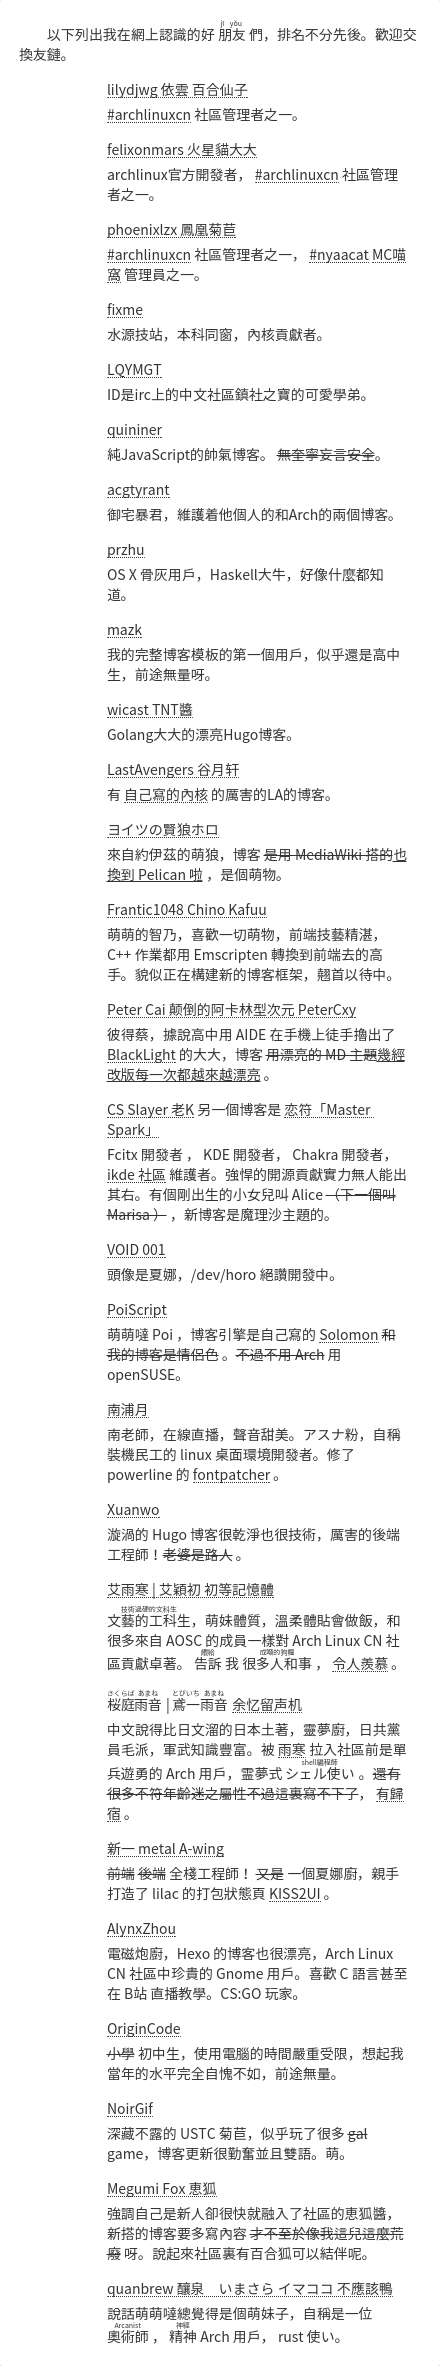 以下列出我在網上認識的好 朋友 們，排名不分先後。歡迎交
jī yǒu
換友鏈。
lilydjwg 依雲 百合仙子
#archlinuxcn 社區管理者之一。
felixonmars 火星貓大大
archlinux官方開發者， #archlinuxcn 社區管理
者之一。
phoenixlzx 鳳凰菊苣
#archlinuxcn 社區管理者之一， #nyaacat MC喵
窩 管理員之一。
fixme
水源技站，本科同窗，內核貢獻者。
LQYMGT
ID是irc上的中文社區鎮社之寶的可愛學弟。
quininer
純JavaScript的帥氣博客。 無奎寧妄言安全。
acgtyrant
御宅暴君，維護着他個人的和Arch的兩個博客。
przhu
OS X 骨灰用戶，Haskell大牛，好像什麼都知
道。
mazk
我的完整博客模板的第一個用戶，似乎還是高中
生，前途無量呀。
wicast TNT醬
Golang大大的漂亮Hugo博客。
LastAvengers 谷月轩
有 自己寫的內核 的厲害的LA的博客。
ヨイツの賢狼ホロ
來自約伊茲的萌狼，博客 是用 MediaWiki 搭的也
換到 Pelican 啦 ，是個萌物。
Frantic1048 Chino Kafuu
萌萌的智乃，喜歡一切萌物，前端技藝精湛，
C++ 作業都用 Emscripten 轉換到前端去的高
手。貌似正在構建新的博客框架，翹首以待中。
Peter Cai 颠倒的阿卡林型次元 PeterCxy
彼得蔡，據說高中用 AIDE 在手機上徒手擼出了
BlackLight 的大大，博客 用漂亮的 MD 主題幾經
改版每一次都越來越漂亮 。
CS Slayer 老K 另一個博客是 恋符「Master
Spark」
Fcitx 開發者 ， KDE 開發者， Chakra 開發者，
ikde 社區 維護者。強悍的開源貢獻實力無人能出
其右。有個剛出生的小女兒叫 Alice （下一個叫
Marisa ） ，新博客是魔理沙主題的。
VOID 001
頭像是夏娜，/dev/horo 絕讚開發中。
PoiScript
萌萌噠 Poi ，博客引擎是自己寫的 Solomon 和
我的博客是情侶色 。不過不用 Arch 用
openSUSE。
南浦月
南老師，在線直播，聲音甜美。アスナ粉，自稱
裝機民工的 linux 桌面環境開發者。修了
powerline 的 fontpatcher 。
Xuanwo
漩渦的 Hugo 博客很乾淨也很技術，厲害的後端
工程師！老婆是路人 。
艾雨寒 | 艾穎初 初等記憶體
技術過硬的文科生
文藝的工科生，萌妹體質，溫柔體貼會做飯，和
很多來自 AOSC 的成員一樣對 Arch Linux CN 社
區貢獻卓著。 告訴 我 很多人和事 ， 令人羨慕 。
さくらば あまね とびいち あまね
桜庭雨音 | 鳶一雨音 余忆留声机
中文說得比日文溜的日本土著，靈夢廚，日共黨
員毛派，軍武知識豐富。被 雨寒 拉入社區前是單
shell編程師
兵遊勇的 Arch 用戶，霊夢式 シェル使い 。還有
很多不符年齡迷之屬性不過這裏寫不下了， 有歸
宿 。
新一 metal A-wing
前端 後端 全棧工程師！ 又是 一個夏娜廚，親手
打造了 lilac 的打包狀態頁 KISS2UI 。
AlynxZhou
電磁炮廚，Hexo 的博客也很漂亮，Arch Linux
CN 社區中珍貴的 Gnome 用戶。喜歡 C 語言甚至
在 B站 直播教學。CS:GO 玩家。
OriginCode
小學 初中生，使用電腦的時間嚴重受限，想起我
當年的水平完全自愧不如，前途無量。
NoirGif
深藏不露的 USTC 菊苣，似乎玩了很多 gal
game，博客更新很勤奮並且雙語。萌。
Megumi Fox 恵狐
強調自己是新人卻很快就融入了社區的恵狐醬，
新搭的博客要多寫內容 才不至於像我這兒這麼荒
廢 呀。說起來社區裏有百合狐可以結伴呢。
quanbrew 釀泉　いまさら イマココ 不應該鴨
說話萌萌噠總覺得是個萌妹子，自稱是一位
Arcanist
奧術師 ， 精神 Arch 用戶， rust 使い。